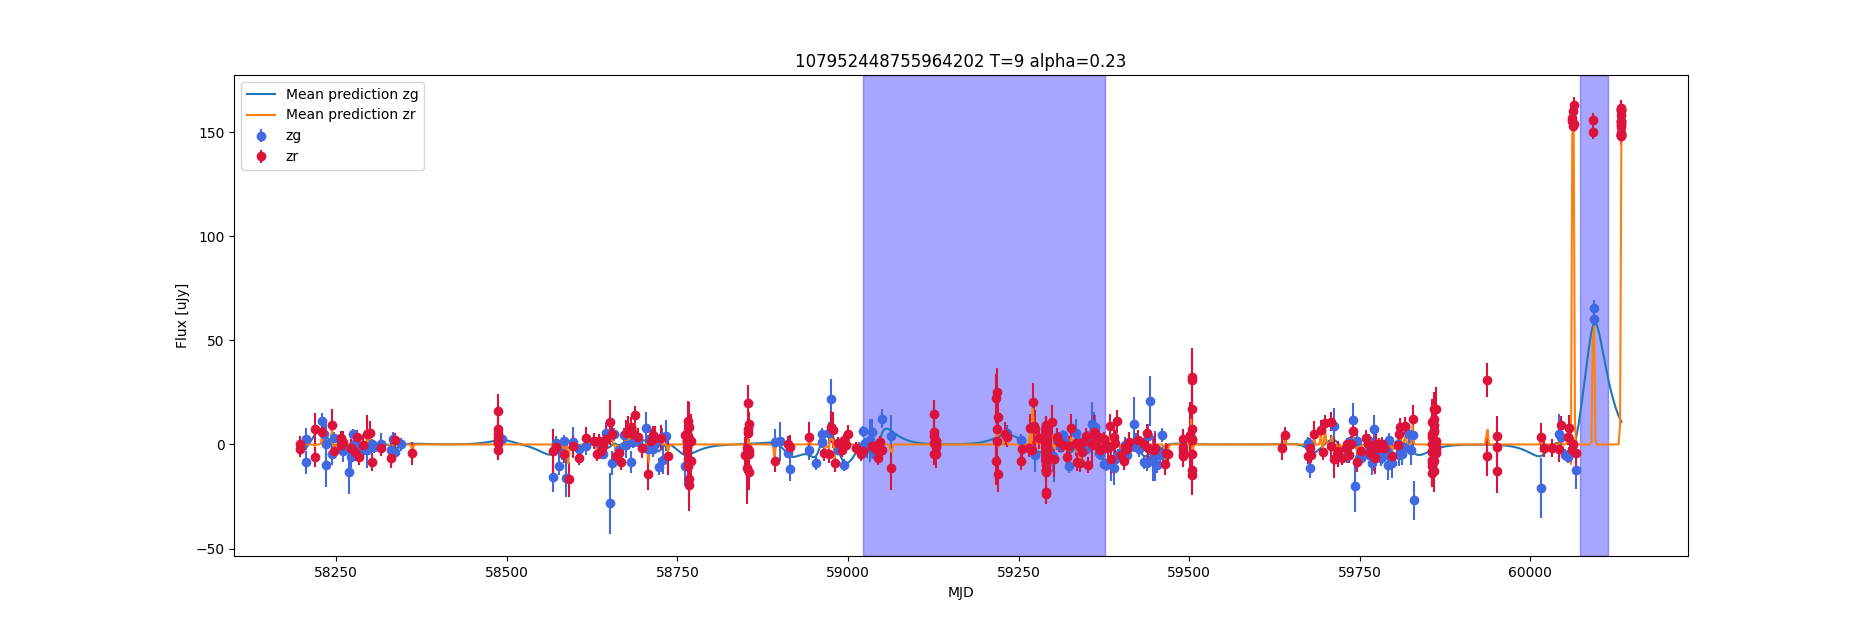 107952448755964202 T=9 alpha=0.23
Mean prediction zg
Mean prediction zr
zg
zr
Flux [uJy]
150
100
50
0
−50
58250 58500 58750 59000 59250 59500 59750 60000
MJD